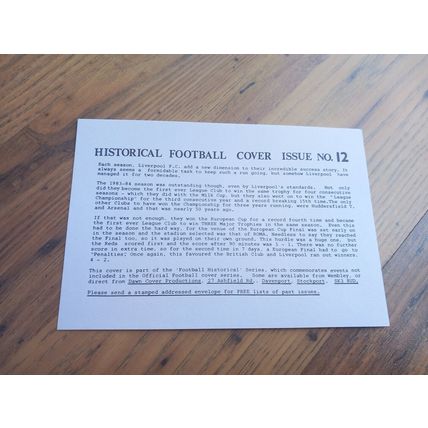 HISTORICAL FOOTBALL COVER ISSUE NO. 12
Each season, Liverpool F.C. add a new dimension to their incredible success story. It
always seems a formidable task to keep such a run going, but somehow Liverpool have
managed it for two decades.
The 1983-84 season was outstanding though, even by Liverpool's standards. Not only
did they become the first ever League Club to win the same trophy for four consecutive
seasons - which they did with the Milk Cup, but they also went on to win the 'League
Championship' for the third consecutive year and a record breaking 15th time. The only
other Clubs to have won the Championship for three years running, were Huddersfield T.
and Arsenal and that was nearly 50 years ago.
If that was not enough, they won the European Cup for a record fourth time and became
the first ever League Club to win THREE Major Trophies in the same season. Even this
had to be done the hard way, for the venue of the European Cup Final was set early on
in the season and the stadium selected was that of ROMA. Needless to say they reached
the Final too, so it was played on their own ground. This hurdle was a huge one, but
the Reds scored first and the score after 90 minutes was 1 - 1. There was no further
score in extra time, so for the second time in 7 days, a European Final had to go to
'Penalties'. Once again, this favoured the British Club and Liverpool ran out winners.
4 - 2.
This cover is part of the 'Football Historical' Series, which commemorates events not
included in the Official Football cover series. Some are available from Wembley, or
direct from Dawn Cover Productions, 27 Ashfield Rd., Davenport, Stockport. SK3 8UD.
Please send a stamped addressed envelope for FREE lists of past issues.